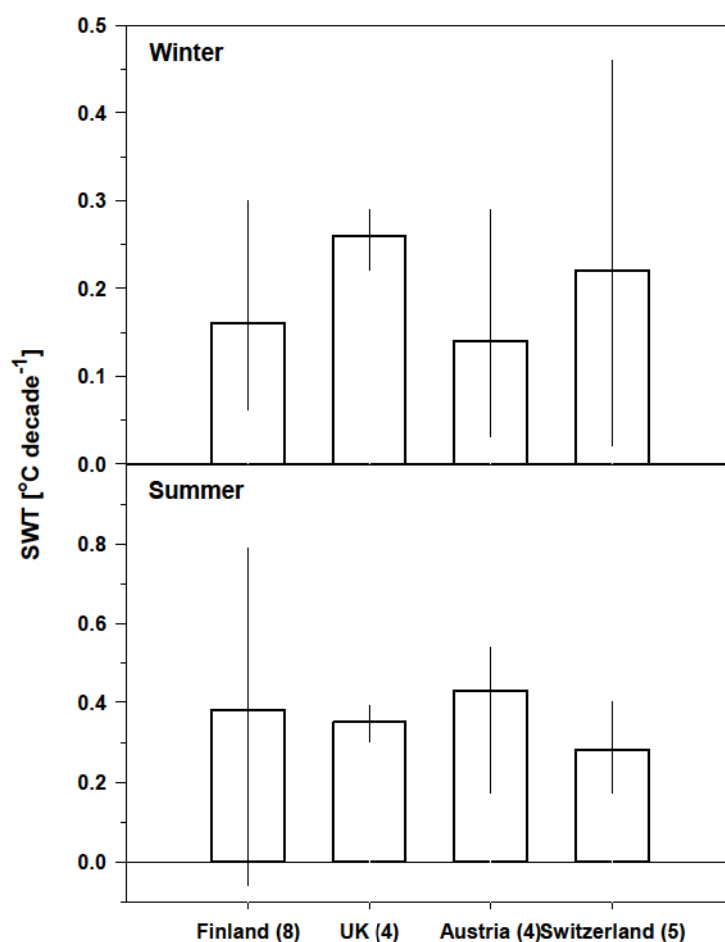 0.5
Winter
0.4
0.3
0.2
0.1
0.0
SWT [°C decade⁻¹]
Summer
0.8
0.6
0.4
0.2
0.0
Finland (8) UK (4) Austria (4) Switzerland (5)